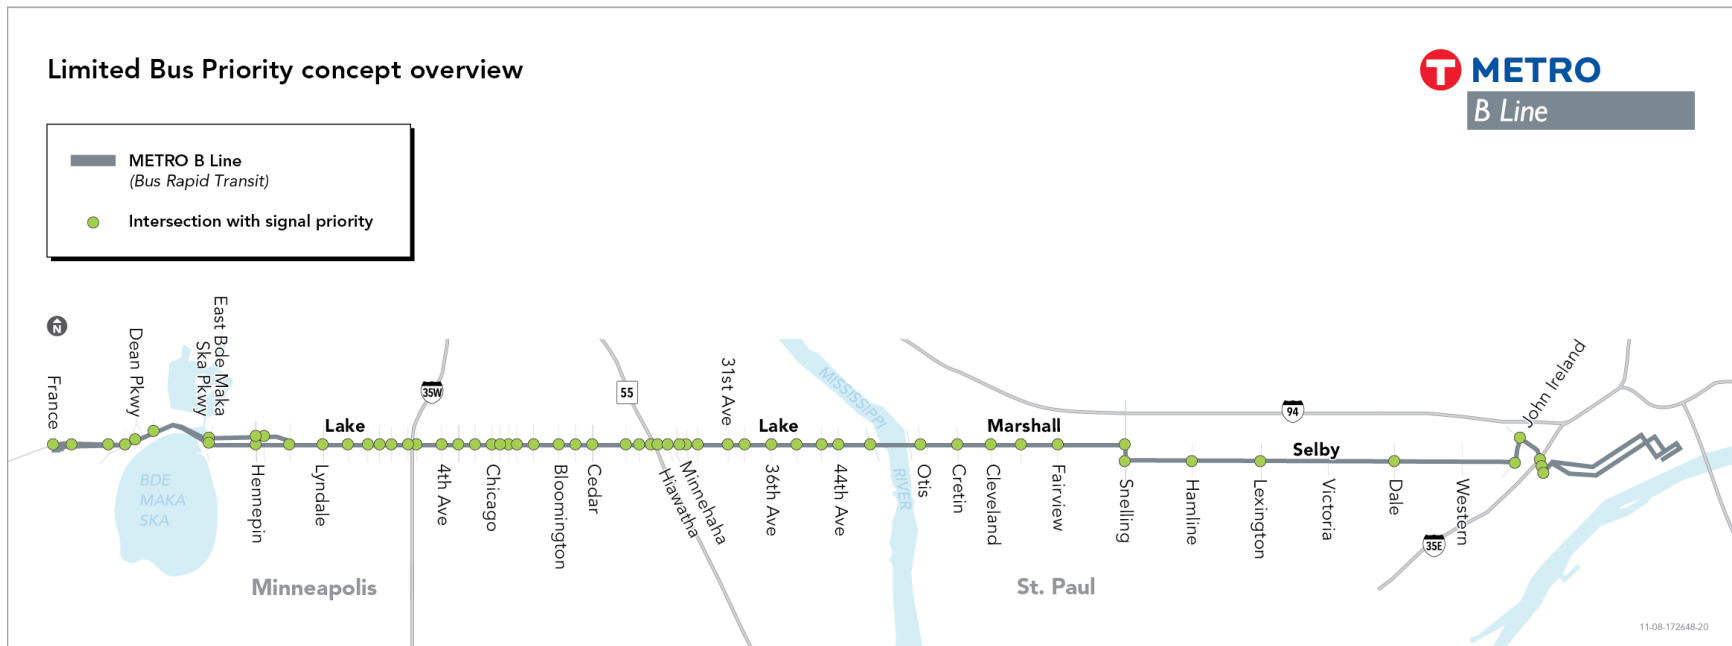 Limited Bus Priority concept overview
T METRO
B Line
METRO B Line
(Bus Rapid Transit)
Intersection with signal priority
N
France
Dean Pkwy
East Bde Maka
Ska Pkwy
Lake
35W
55
31st Ave
Lake
MISSISSIPPI
RIVER
Marshall
94
Selby
John Ireland
BDE
MAKA
SKA
Hennepin
Lyndale
4th Ave
Chicago
Bloomington
Cedar
Hiawatha
Minnehaha
36th Ave
44th Ave
Otis
Cretin
Cleveland
Fairview
Snelling
Hamline
Lexington
Victoria
Dale
Western
35E
Minneapolis
St. Paul
11-08-172648-20